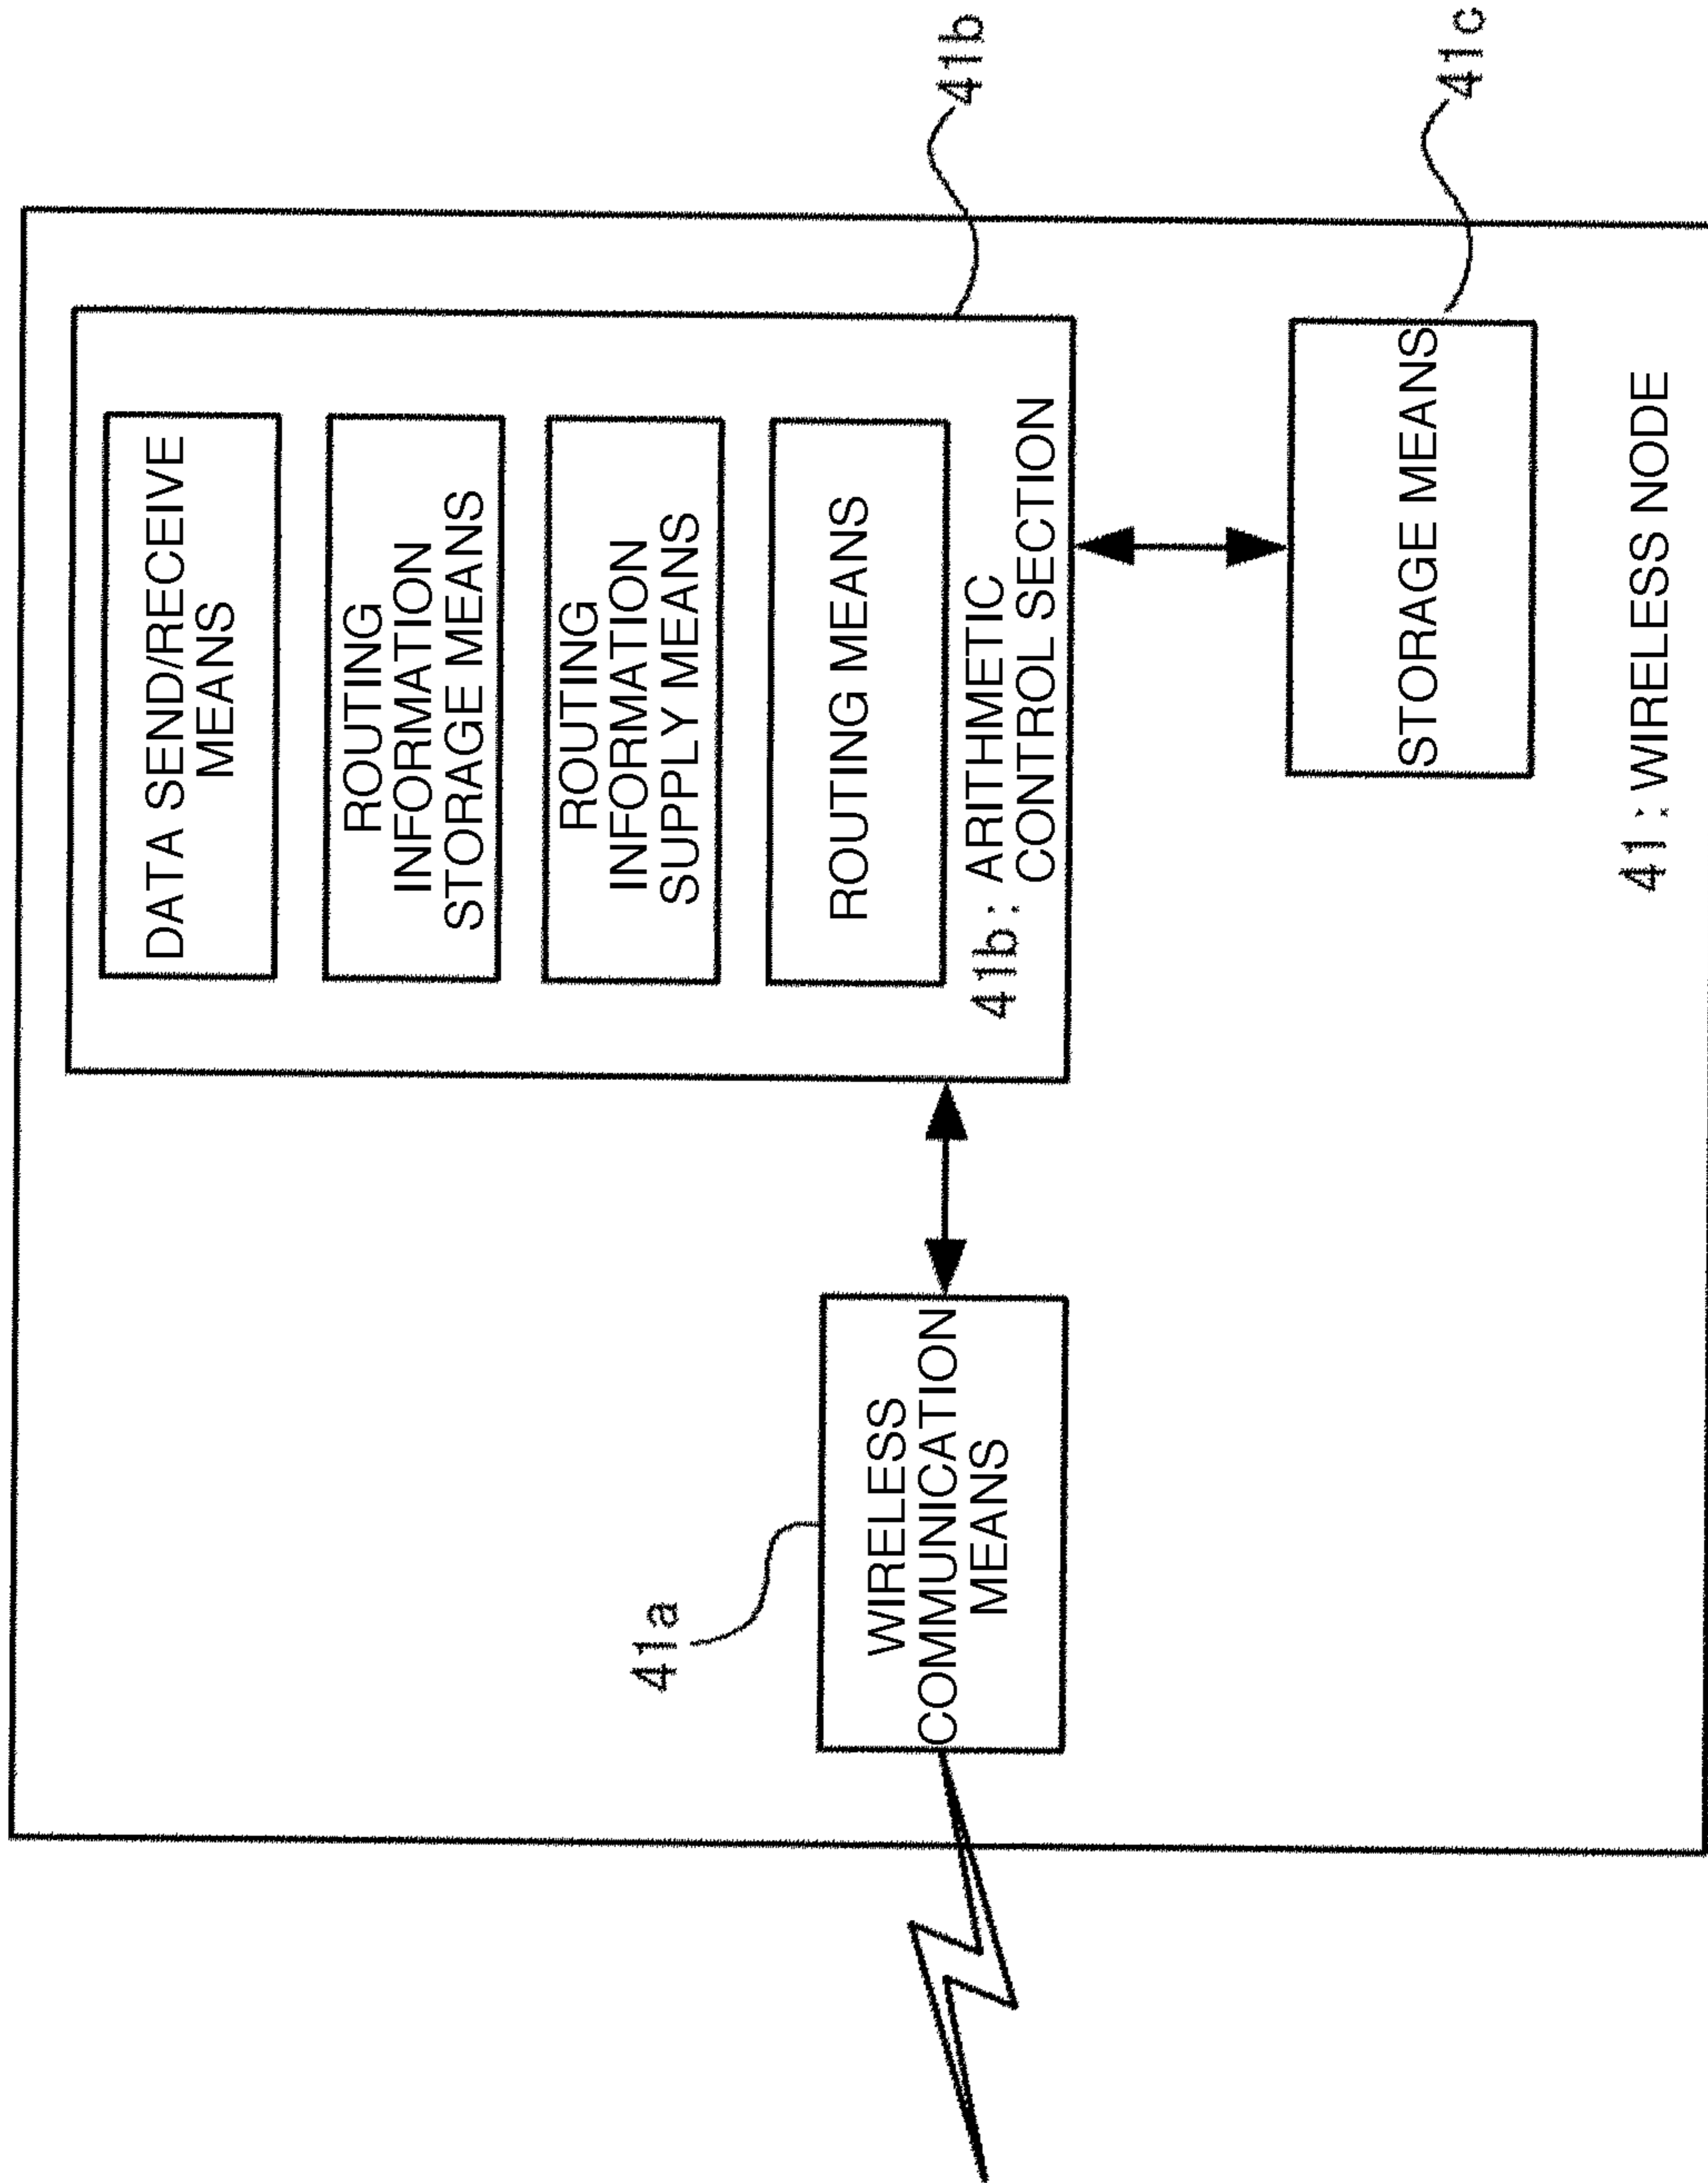 DATA SEND/RECEIVE
MEANS
ROUTING
INFORMATION
STORAGE MEANS
ROUTING
INFORMATION
SUPPLY MEANS
ROUTING MEANS
41b: ARITHMETIC
CONTROL SECTION
41b
41a
WIRELESS
COMMUNICATION
MEANS
STORAGE MEANS
41c
41: WIRELESS NODE